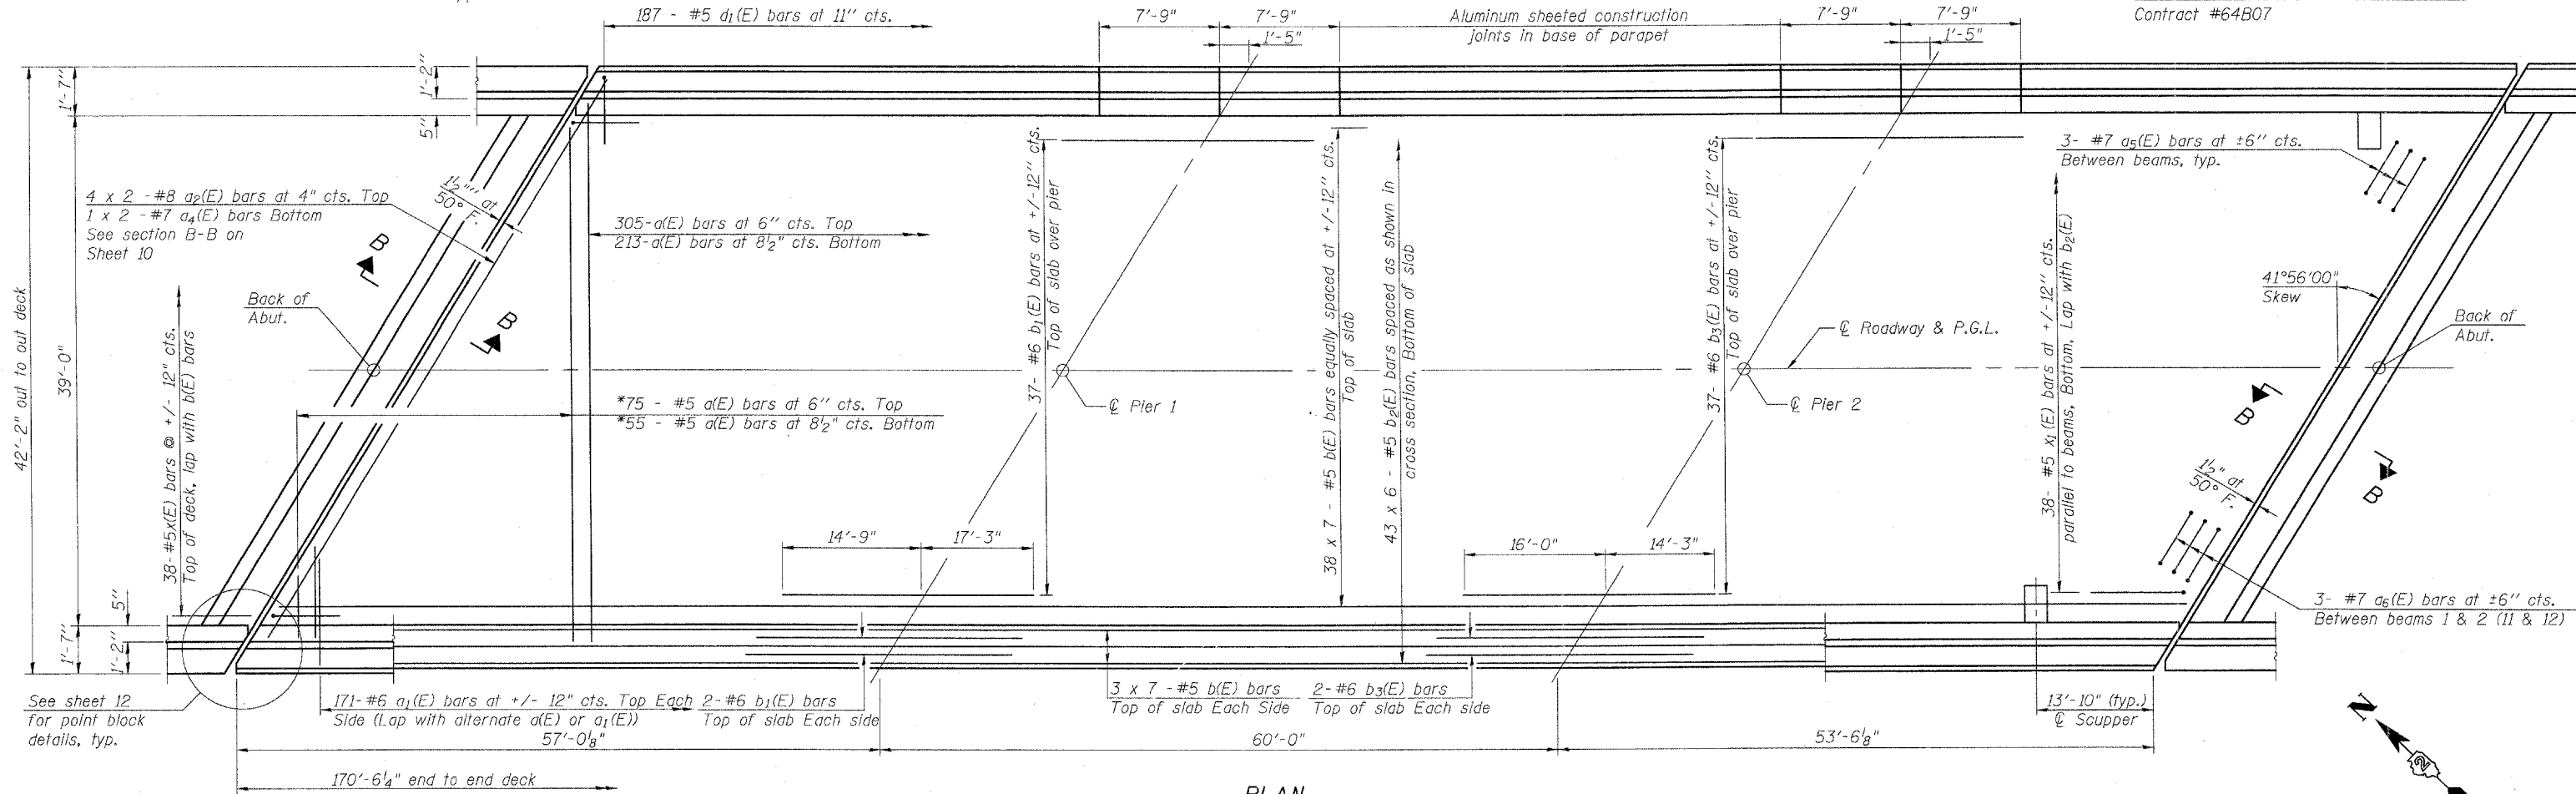 187 - #5 d1(E) bars at 11" cts.
7'-9"
7'-9"
1'-5"
Aluminum sheeted construction
joints in base of parapet
7'-9"
7'-9"
1'-5"
Contract #64B07
1'-7"
1'-2"
5"
42'-2" out to out deck
39'-0"
4 x 2 -#8 a2(E) bars at 4" cts. Top
1 x 2 -#7 a4(E) bars Bottom
See section B-B on
Sheet 10
1½" at
50° F.
305-a(E) bars at 6" cts. Top
213-a(E) bars at 8½" cts. Bottom
37- #6 b1(E) bars at +/-12" cts.
Top of slab over pier
38 x 7 - #5 b(E) bars equally spaced at +/-12" cts.
Top of slab
43 x 6 - #5 b2(E) bars spaced as shown in
cross section, Bottom of slab
37- #6 b3(E) bars at +/-12" cts.
Top of slab over pier
3- #7 a5(E) bars at ±6" cts.
Between beams, typ.
38- #5 x1(E) bars at +/-12" cts.
parallel to beams, Bottom, Lap with b2(E)
41°56'00"
Skew
B
B
Back of
Abut.
38-#5x(E) bars @ +/- 12" cts.
Top of deck, lap with b(E) bars
℄ Roadway & P.G.L.
Back of
Abut.
*75 - #5 a(E) bars at 6" cts. Top
*55 - #5 a(E) bars at 8½" cts. Bottom
℄ Pier 1
℄ Pier 2
B
B
1½" at
50° F.
14'-9"
17'-3"
16'-0"
14'-3"
5"
1'-7"
1'-2"
3- #7 a6(E) bars at ±6" cts.
Between beams 1 & 2 (11 & 12)
See sheet 12
for point block
details, typ.
171-#6 a1(E) bars at +/- 12" cts. Top Each
Side (Lap with alternate a(E) or a1(E))
2-#6 b1(E) bars
Top of slab Each side
3 x 7 -#5 b(E) bars
Top of slab Each Side
2-#6 b3(E) bars
Top of slab Each side
13'-10" (typ.)
℄ Scupper
57'-0⅛"
60'-0"
53'-6⅛"
170'-6¼" end to end deck
PLAN
N
2